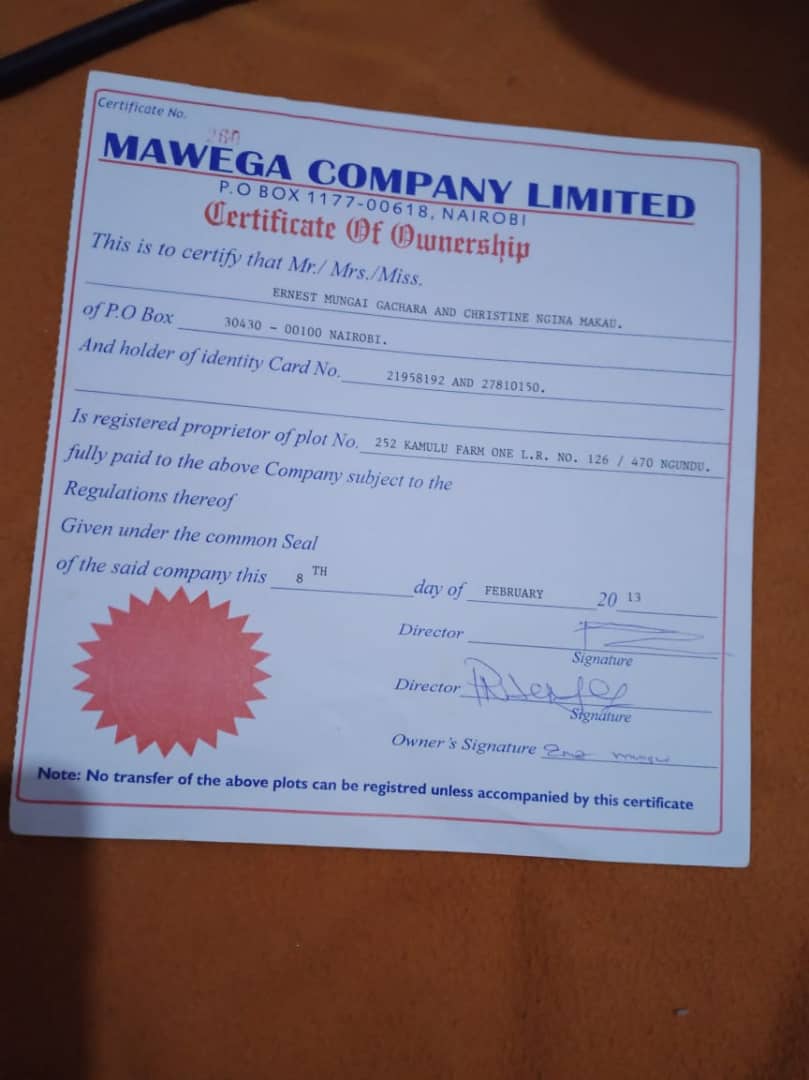 Certificate No.
260
MAWEGA COMPANY LIMITED
P.O BOX 1177-00618, NAIROBI
Certificate Of Ownership
This is to certify that Mr./ Mrs./Miss.
ERNEST MUNGAI GACHARA AND CHRISTINE NGINA MAKAU.
of P.O Box 30430 - 00100 NAIROBI.
And holder of identity Card No. 21958192 AND 27810150.
Is registered proprietor of plot No. 252 KAMULU FARM ONE L.R. NO. 126 / 470 NGUNDU.
fully paid to the above Company subject to the
Regulations thereof
Given under the common Seal
of the said company this 8 TH day of FEBRUARY 20 13
Director
Signature
Director
Signature
Owner's Signature
Note: No transfer of the above plots can be registred unless accompanied by this certificate